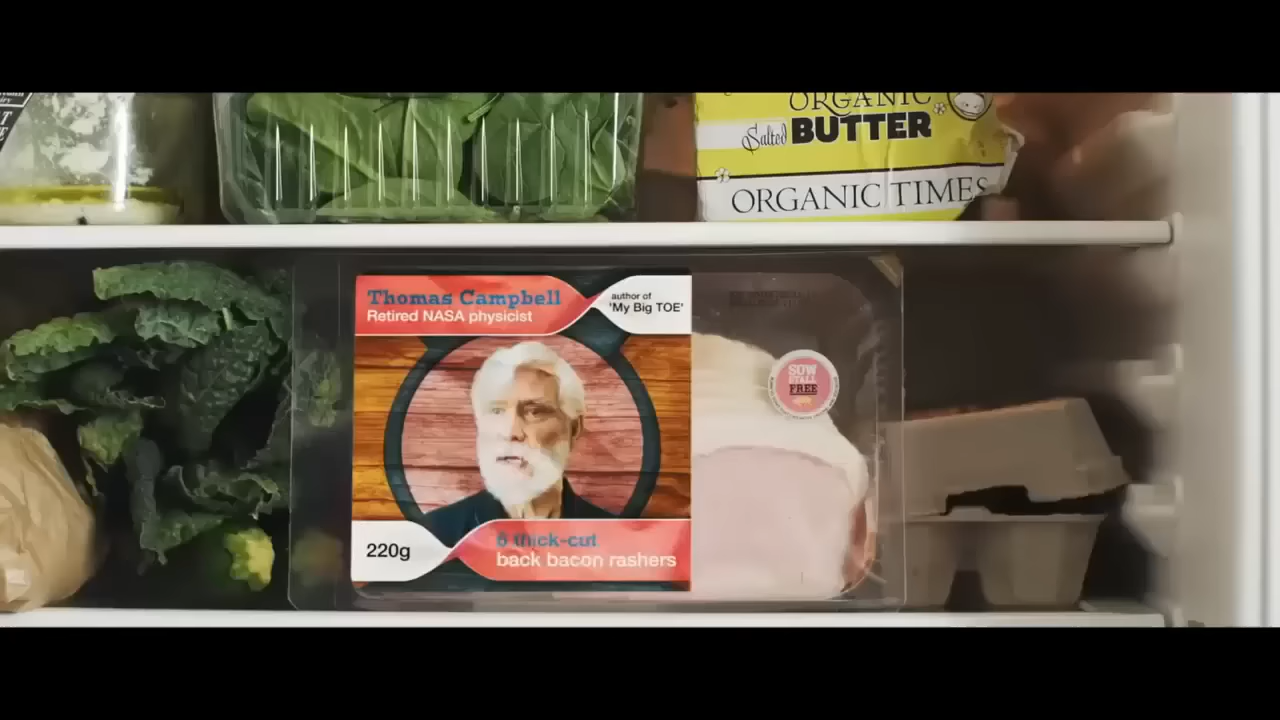 ORGANIC
Salted BUTTER
ORGANIC TIMES
Thomas Campbell
Retired NASA physicist
author of
'My Big TOE'
SOW
STALL
FREE
220g
6 thick-cut
back bacon rashers